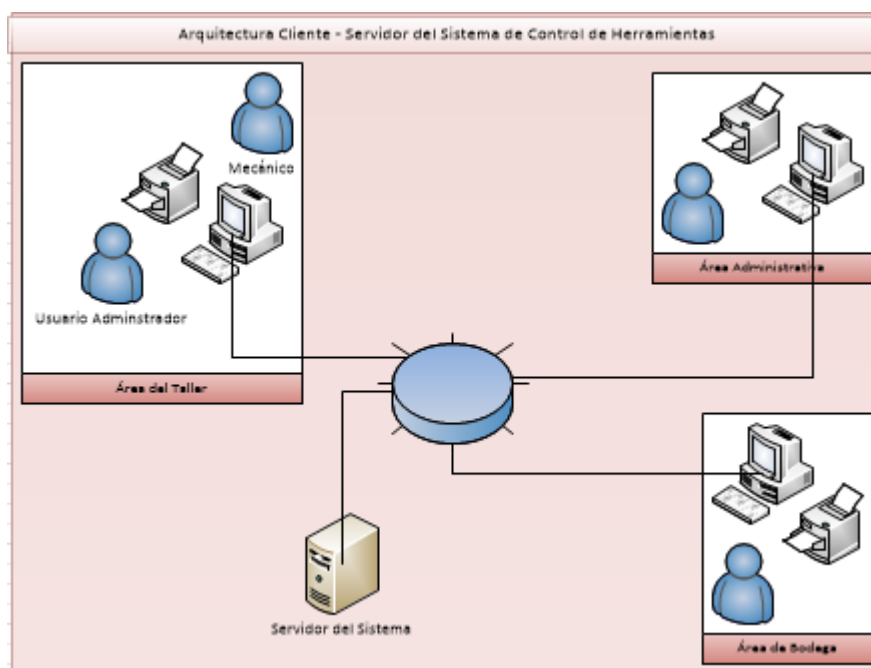 Arquitectura Cliente - Servidor del Sistema de Control de Herramientas
Mecánico
Usuario Adminstrador
Área del Taller
Área Administrativa
Servidor del Sistema
Área de Bodega